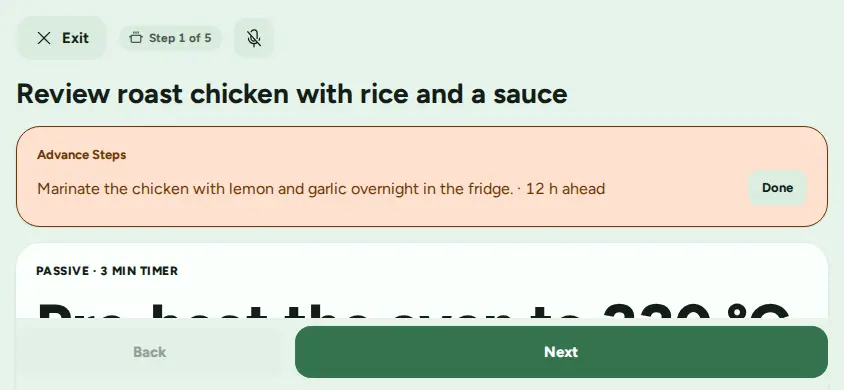 Exit
Step 1 of 5
Review roast chicken with rice and a sauce
Advance Steps
Marinate the chicken with lemon and garlic overnight in the fridge. · 12 h ahead
Done
PASSIVE · 3 MIN TIMER
Pre-heat the oven to 220 °C
Back
Next